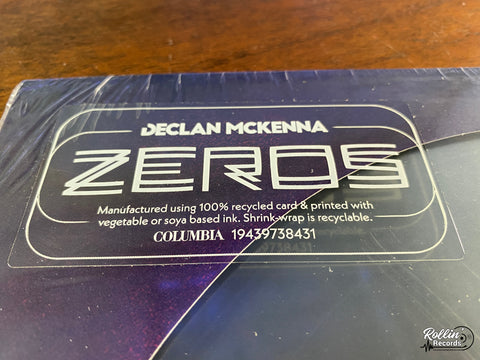 DECLAN MCKENNA
ZEROS
Manufactured using 100% recycled card & printed with
vegetable or soya based ink. Shrink-wrap is recyclable.
COLUMBIA 19439738431
Rollin
Records